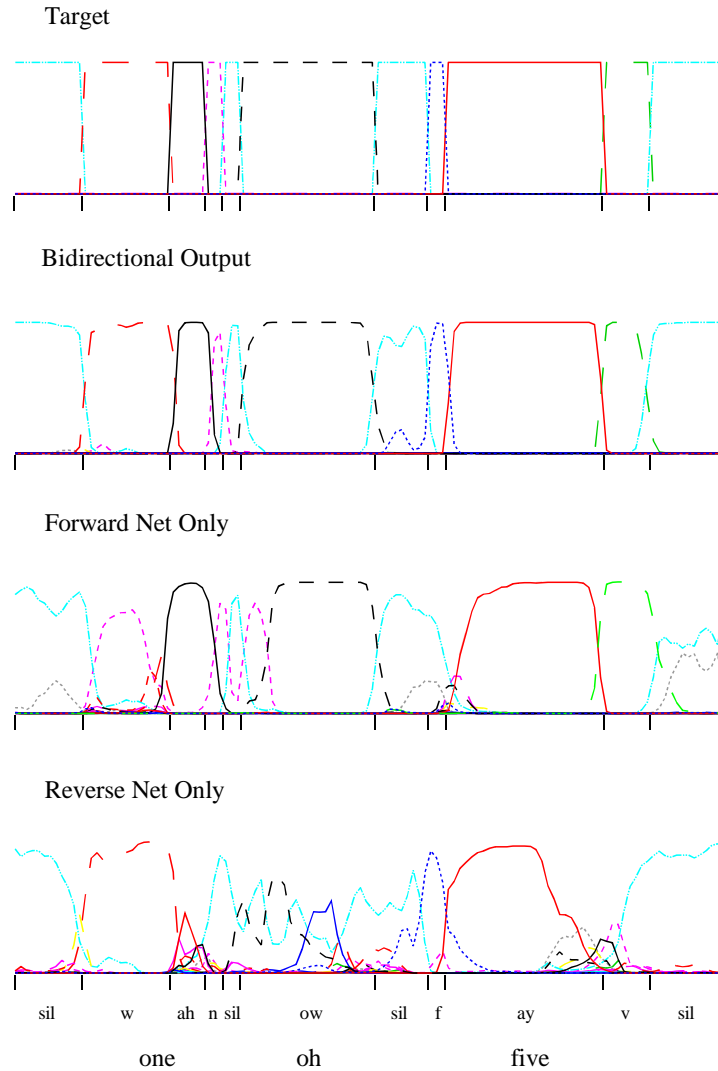 Target
Bidirectional Output
Forward Net Only
Reverse Net Only
sil w ah n sil ow sil f ay v sil
one oh five